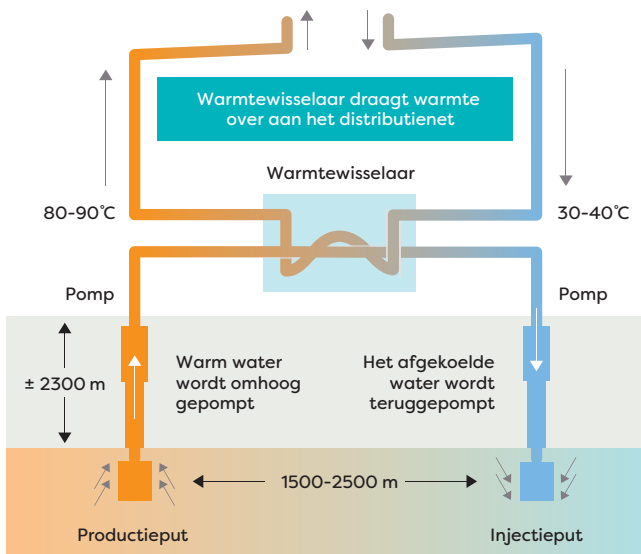 Warmtewisselaar draagt warmte
over aan het distributienet
Warmtewisselaar
80-90℃
30-40℃
Pomp
Pomp
± 2300 m
Warm water
wordt omhoog
gepompt
Het afgekoelde
water wordt
teruggepompt
1500-2500 m
Productieput
Injectieput